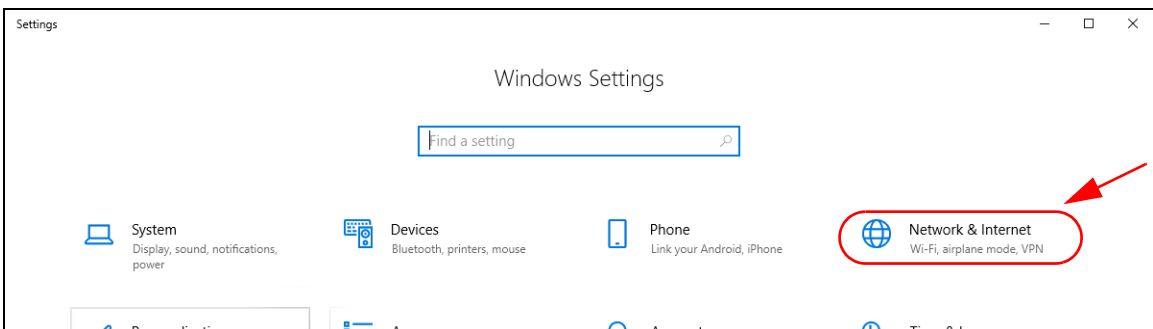 Settings
Windows Settings
Find a setting
System
Display, sound, notifications,
power
Devices
Bluetooth, printers, mouse
Phone
Link your Android, iPhone
Network & Internet
Wi-Fi, airplane mode, VPN